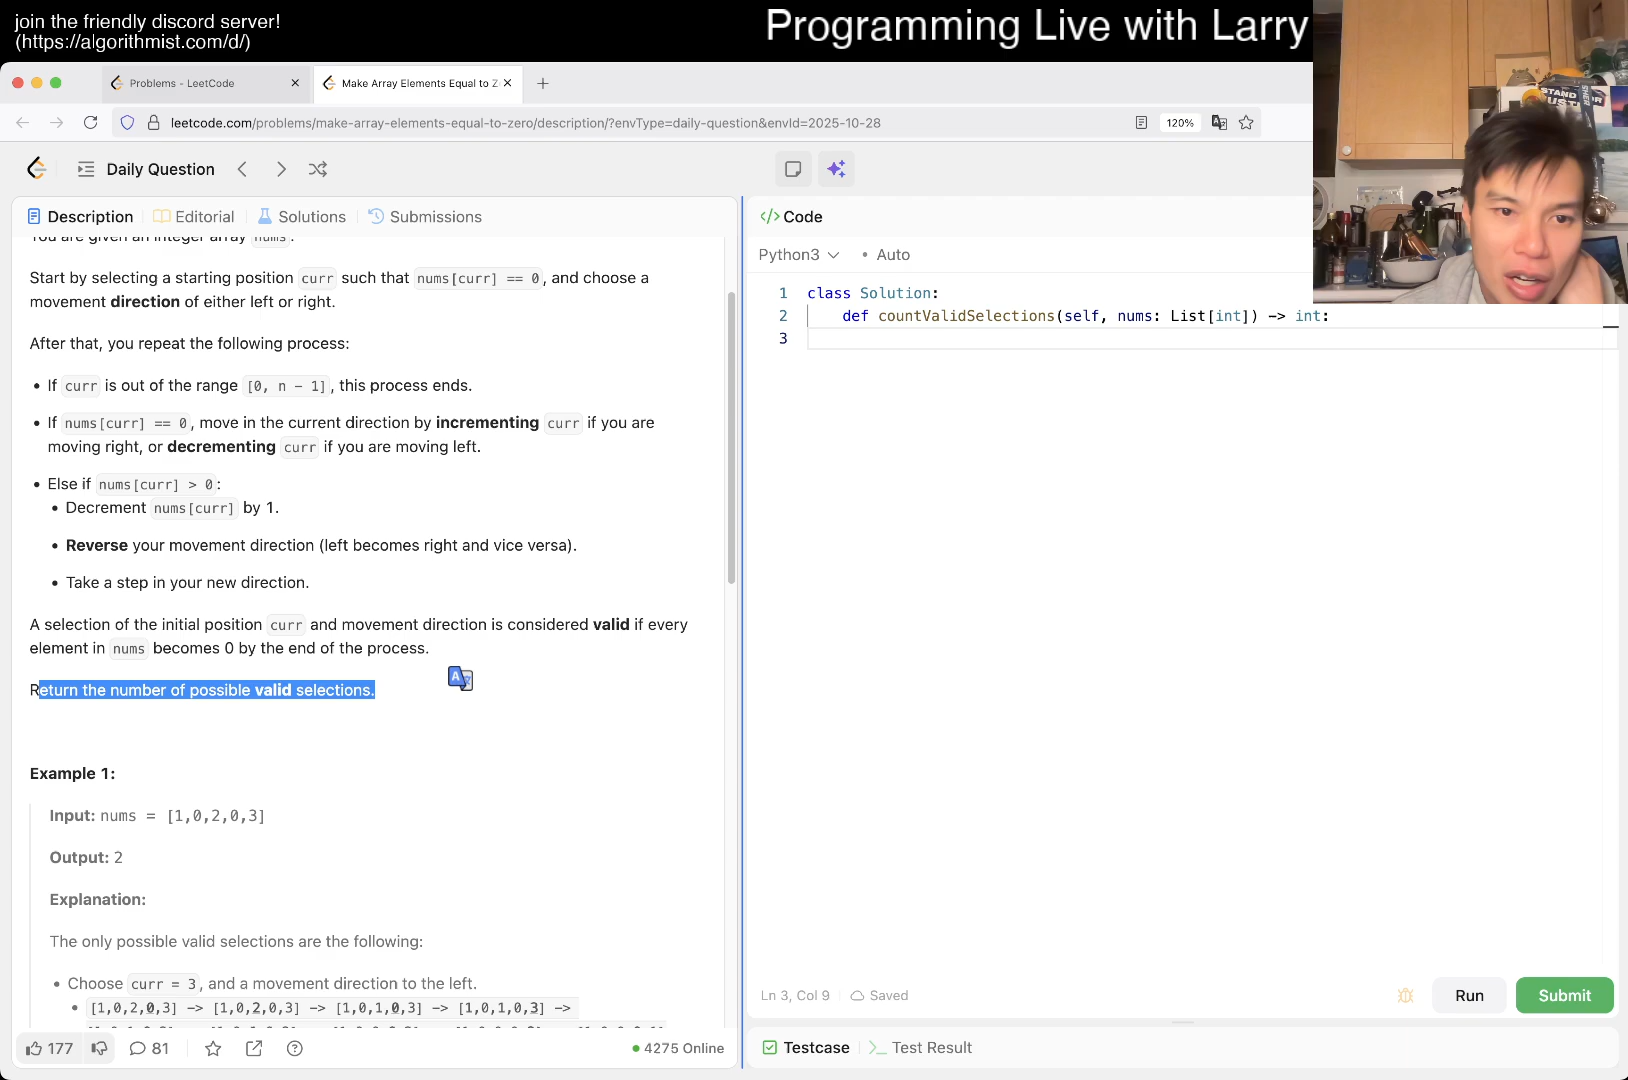 join the friendly discord server!
(https://algorithmist.com/d/)
Programming Live with Larry
Problems - LeetCode
Make Array Elements Equal to Ze
leetcode.com/problems/make-array-elements-equal-to-zero/description/?envType=daily-question&envId=2025-10-28
120%
Daily Question
Description
Editorial
Solutions
Submissions
You are given an integer array nums.
Start by selecting a starting position curr such that nums[curr] == 0, and choose a
movement direction of either left or right.
After that, you repeat the following process:
• If curr is out of the range [0, n - 1], this process ends.
• If nums[curr] == 0, move in the current direction by incrementing curr if you are
moving right, or decrementing curr if you are moving left.
• Else if nums[curr] > 0:
• Decrement nums[curr] by 1.
• Reverse your movement direction (left becomes right and vice versa).
• Take a step in your new direction.
A selection of the initial position curr and movement direction is considered valid if every
element in nums becomes 0 by the end of the process.
Return the number of possible valid selections.
Example 1:
Input: nums = [1,0,2,0,3]
Output: 2
Explanation:
The only possible valid selections are the following:
• Choose curr = 3, and a movement direction to the left.
• [1,0,2,0,3] -> [1,0,2,0,3] -> [1,0,1,0,3] -> [1,0,1,0,3] ->
177
81
4275 Online
</> Code
Python3
• Auto
1 class Solution:
2 def countValidSelections(self, nums: List[int]) -> int:
3
Ln 3, Col 9
Saved
Run
Submit
Testcase
Test Result
STAND